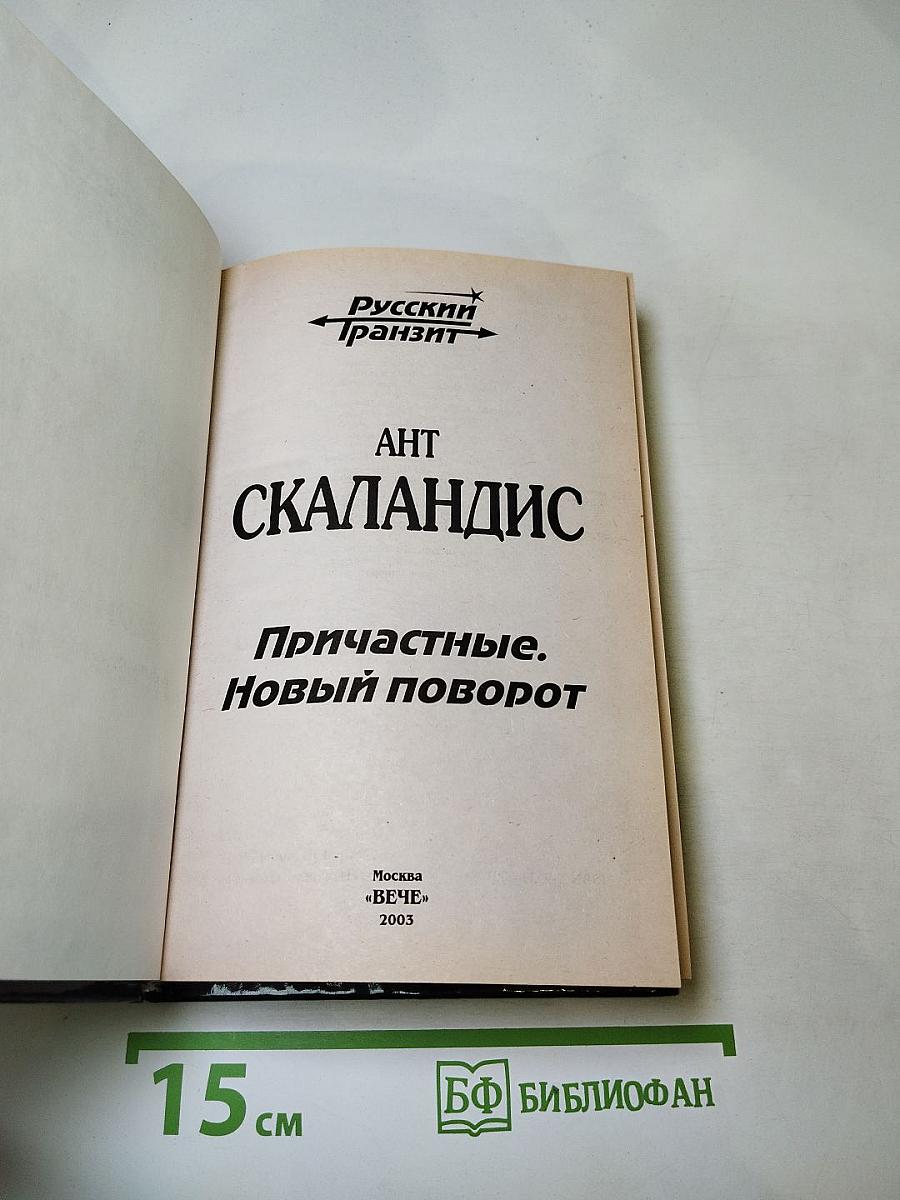 Русский
Транзит
АНТ
СКАЛАНДИС
Причастные.
Новый поворот
Москва
«ВЕЧЕ»
2003
15 см
БФ БИБЛИОФАН